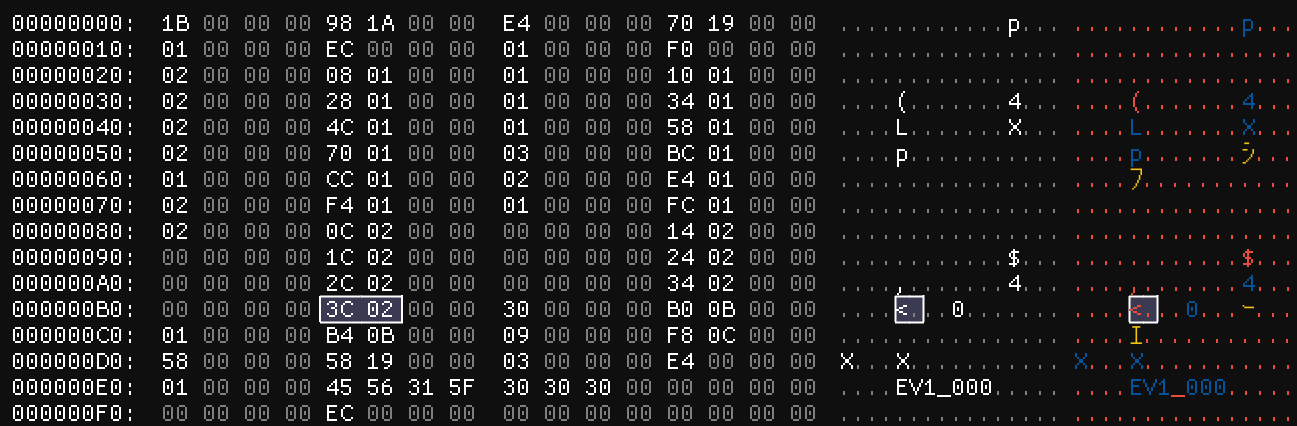 00000000: 1B 00 00 00 98 1A 00 00 E4 00 00 00 70 19 00 00 ............p... ............p...
00000010: 01 00 00 00 EC 00 00 00 01 00 00 00 F0 00 00 00 ................ ................
00000020: 02 00 00 00 08 01 00 00 01 00 00 00 10 01 00 00 ................ ................
00000030: 02 00 00 00 28 01 00 00 01 00 00 00 34 01 00 00 ....(.......4... ....(.......4...
00000040: 02 00 00 00 4C 01 00 00 01 00 00 00 58 01 00 00 ....L.......X... ....L.......X...
00000050: 02 00 00 00 70 01 00 00 03 00 00 00 BC 01 00 00 ....p........... ....p.......シ...
00000060: 01 00 00 00 CC 01 00 00 02 00 00 00 E4 01 00 00 ................ ....フ...........
00000070: 02 00 00 00 F4 01 00 00 01 00 00 00 FC 01 00 00 ................ ................
00000080: 02 00 00 00 0C 02 00 00 00 00 00 00 14 02 00 00 ................ ................
00000090: 00 00 00 00 1C 02 00 00 00 00 00 00 24 02 00 00 ............$... ............$...
000000A0: 00 00 00 00 2C 02 00 00 00 00 00 00 34 02 00 00 ....,.......4... ....,.......4...
000000B0: 00 00 00 00 3C 02 00 00 30 00 00 00 B0 0B 00 00 ....<...0....... ....<...0...ー...
000000C0: 01 00 00 00 B4 0B 00 00 09 00 00 00 F8 0C 00 00 ................ ....エ...........
000000D0: 58 00 00 00 58 19 00 00 03 00 00 00 E4 00 00 00 X...X........... X...X...........
000000E0: 01 00 00 00 45 56 31 5F 30 30 30 00 00 00 00 00 ....EV1_000..... ....EV1_000.....
000000F0: 00 00 00 00 EC 00 00 00 00 00 00 00 00 00 00 00 ................ ................